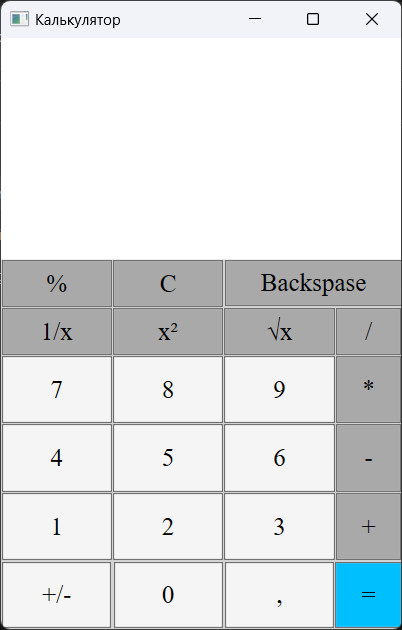 Калькулятор
% C Backspase
1/x x² √x /
7 8 9 *
4 5 6 -
1 2 3 +
+/- 0 , =